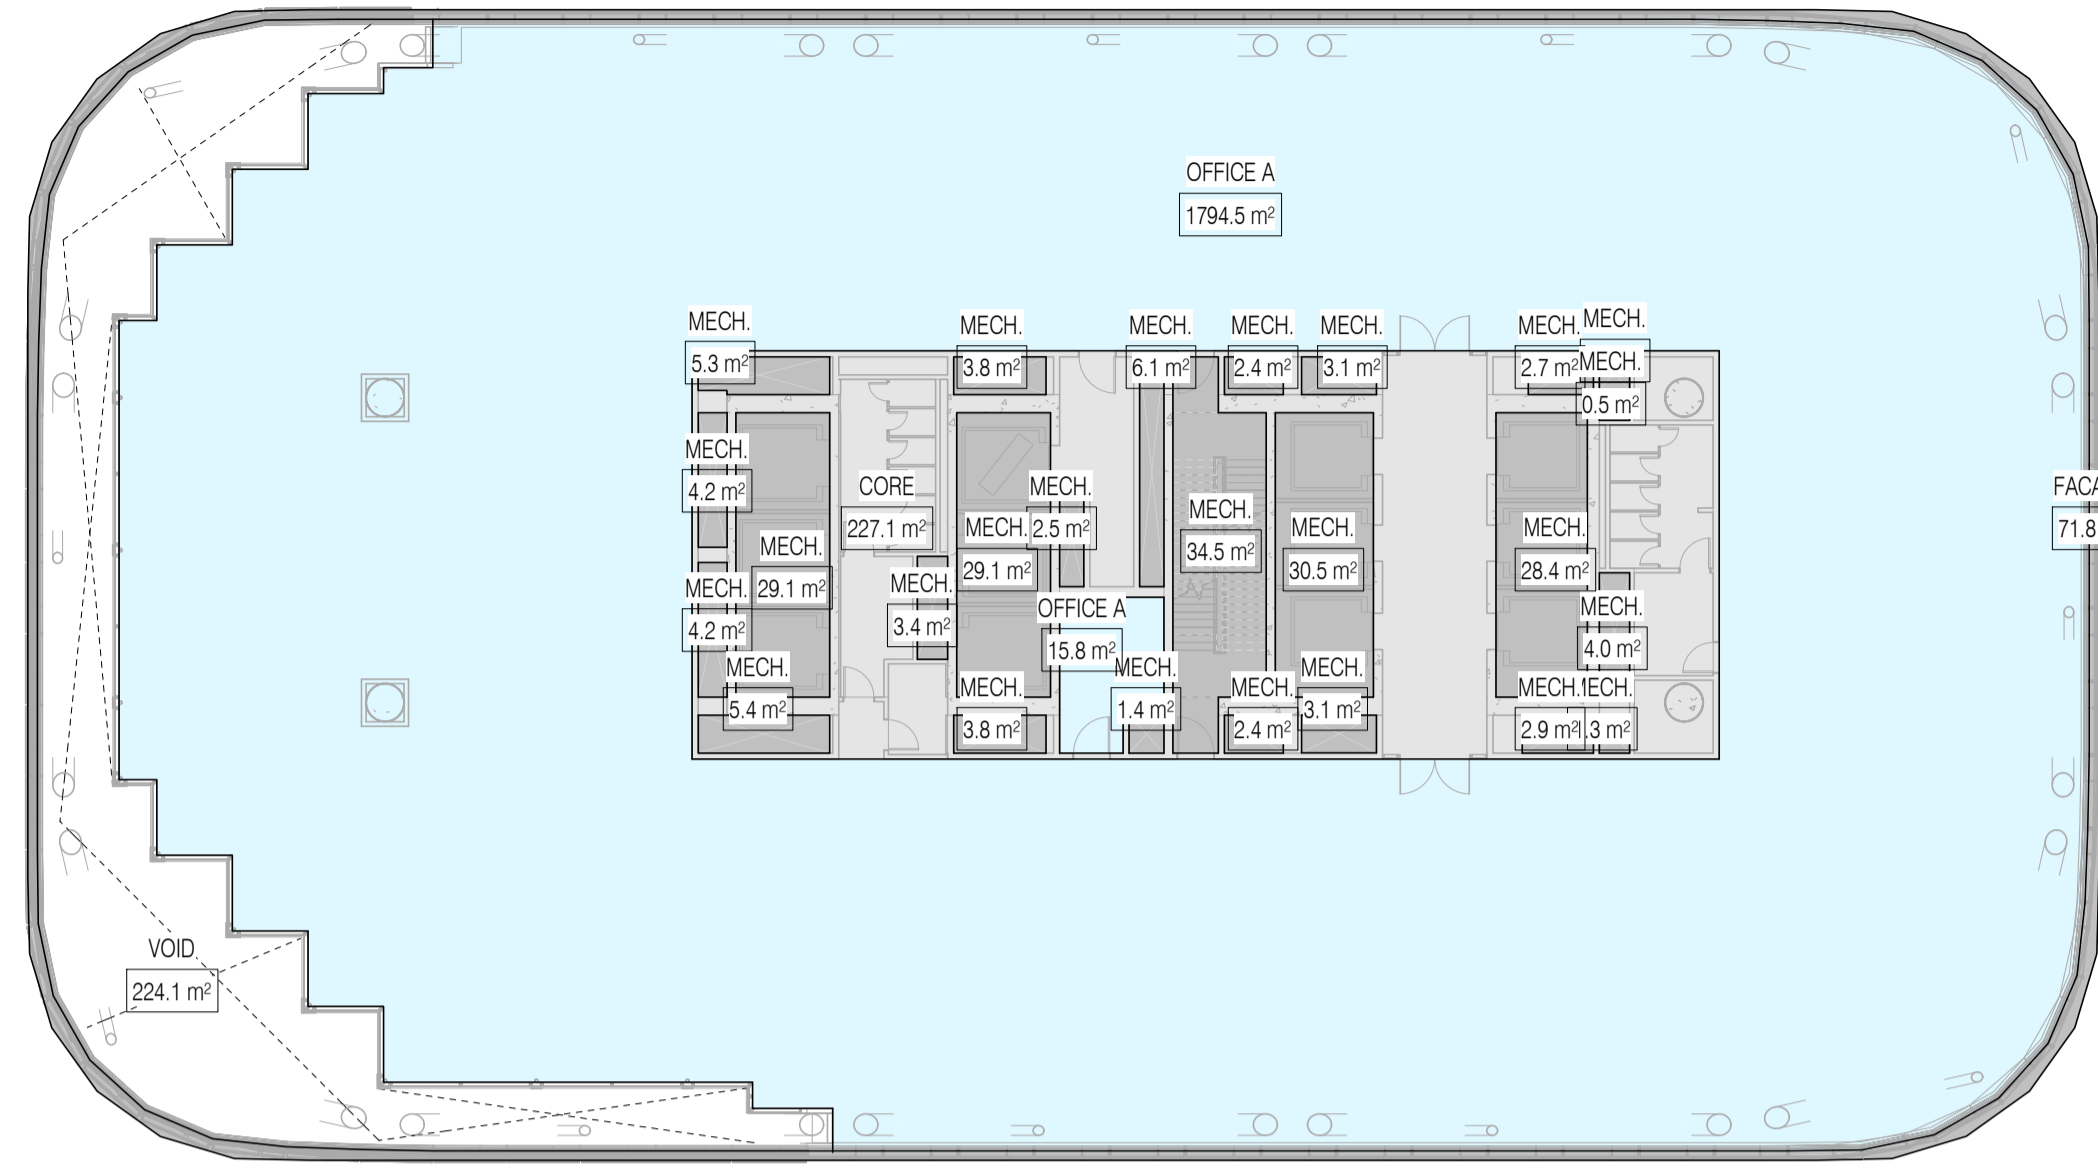 OFFICE A
1794.5 m²
MECH.
5.3 m²
MECH.
3.8 m²
MECH.
6.1 m²
MECH.
2.4 m²
MECH.
3.1 m²
MECH.
2.7 m²
MECH.
MECH.
0.5 m²
MECH.
4.2 m²
CORE
227.1 m²
MECH.
2.5 m²
MECH.
29.1 m²
MECH.
29.1 m²
MECH.
34.5 m²
MECH.
30.5 m²
MECH.
28.4 m²
FACA
71.8
MECH.
4.2 m²
MECH.
3.4 m²
OFFICE A
15.8 m²
MECH.
4.0 m²
MECH.
5.4 m²
MECH.
3.8 m²
MECH.
1.4 m²
MECH.
2.4 m²
MECH.
3.1 m²
MECH.
2.9 m²
MECH.
.3 m²
VOID
224.1 m²